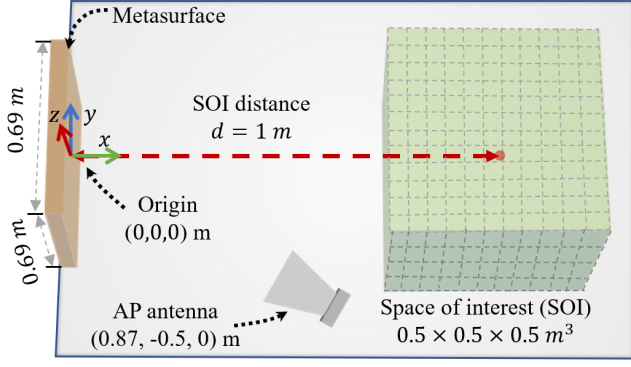 Metasurface
0.69 m
z
y
x
SOI distance
d = 1 m
Origin
(0,0,0) m
0.69 m
AP antenna
(0.87, -0.5, 0) m
Space of interest (SOI)
0.5 × 0.5 × 0.5 m³